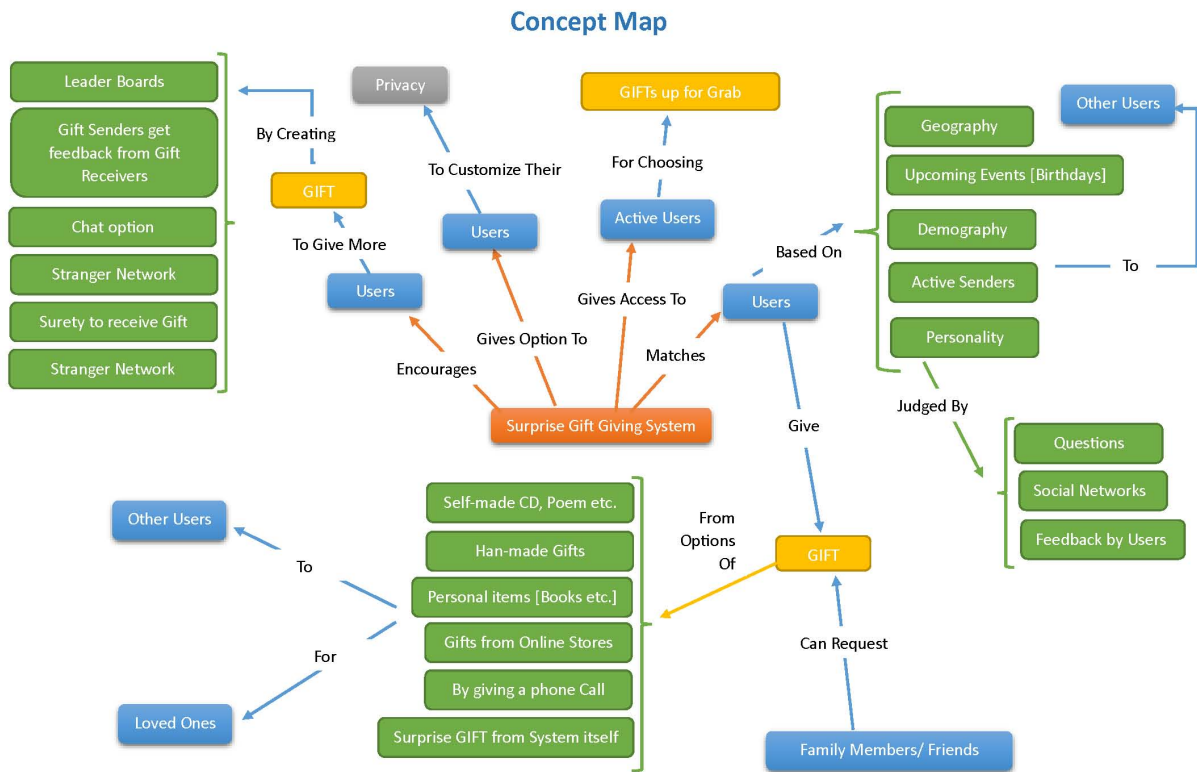 Concept Map
Leader Boards
Gift Senders get
feedback from Gift
Receivers
Chat option
Stranger Network
Surety to receive Gift
Stranger Network
By Creating
GIFT
To Give More
Users
Encourages
Privacy
To Customize Their
Users
Gives Option To
GIFTs up for Grab
For Choosing
Active Users
Gives Access To
Surprise Gift Giving System
Matches
Users
Based On
Geography
Upcoming Events [Birthdays]
Demography
Active Senders
Personality
To
Other Users
Judged By
Questions
Social Networks
Feedback by Users
Give
GIFT
Can Request
Family Members/ Friends
From
Options
Of
Self-made CD, Poem etc.
Han-made Gifts
Personal items [Books etc.]
Gifts from Online Stores
By giving a phone Call
Surprise GIFT from System itself
To
Other Users
For
Loved Ones